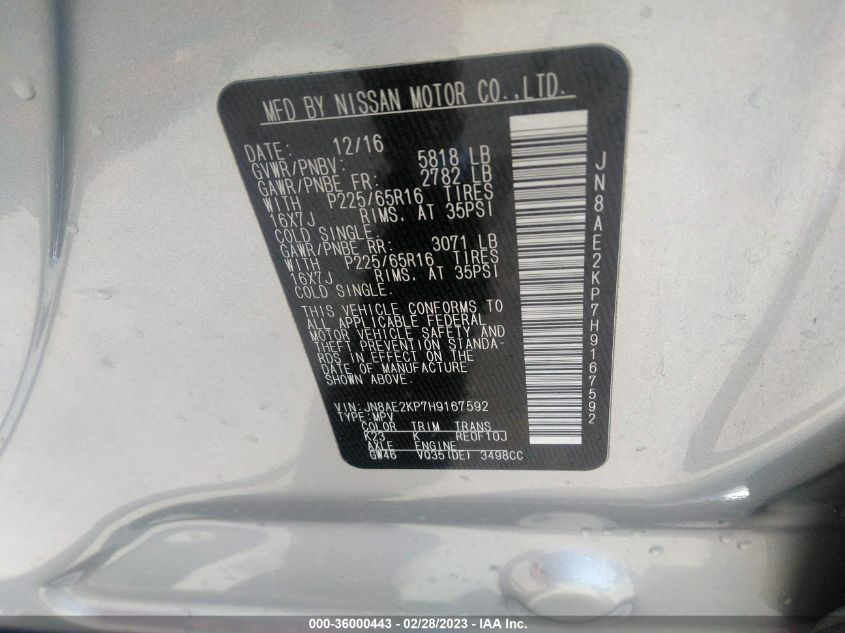 MFD BY NISSAN MOTOR CO.,LTD.
DATE: 12/16
GVWR/PNBV: 5818 LB
GAWR/PNBE FR: 2782 LB
WITH P225/65R16 TIRES
16X7J RIMS. AT 35PSI
COLD SINGLE.
GAWR/PNBE RR: 3071 LB
WITH P225/65R16 TIRES
16X7J RIMS. AT 35PSI
COLD SINGLE.
THIS VEHICLE CONFORMS TO
ALL APPLICABLE FEDERAL
MOTOR VEHICLE SAFETY AND
THEFT PREVENTION STANDA-
RDS IN EFFECT ON THE
DATE OF MANUFACTURE
SHOWN ABOVE.
VIN:JN8AE2KP7H9167592
TYPE:MPV
COLOR TRIM TRANS
K23 K RE0F10J
AXLE ENGINE
GW46 VQ35(DE) 3498CC
JN8AE2KP7H9167592
000-36000443 - 02/28/2023 - IAA Inc.